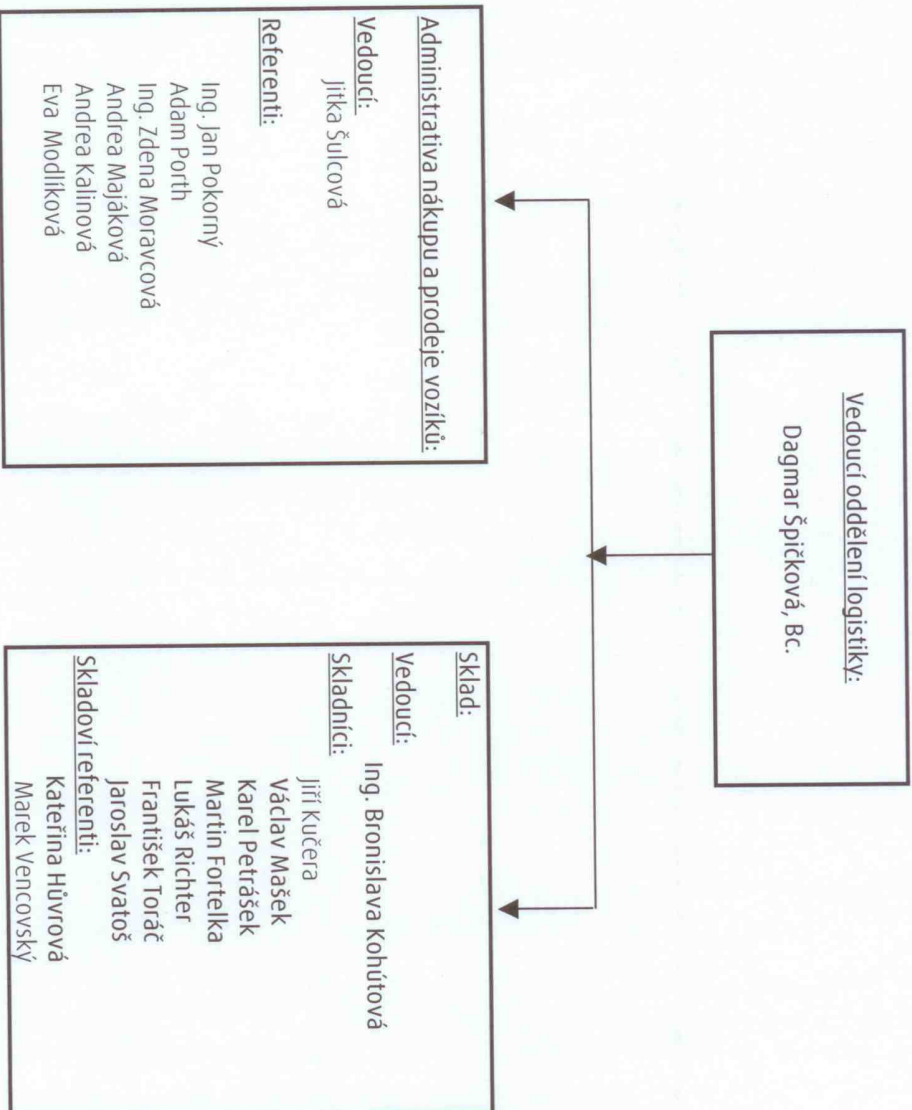 Vedoucí oddělení logistiky:
Dagmar Špičková, Bc.
Administrativa nákupu a prodeje vozíků:
Vedoucí:
Jitka Šulcová
Referenti:
Ing. Jan Pokorný
Adam Porth
Ing. Zdena Moravcová
Andrea Majáková
Andrea Kalinová
Eva Modlíková
Sklad:
Vedoucí:
Ing. Bronislava Kohútová
Skladníci:
Jiří Kučera
Václav Mašek
Karel Petrášek
Martin Fortelka
Lukáš Richter
František Toráč
Jaroslav Svatoš
Skladoví referenti:
Kateřina Hůvrová
Marek Vencovský